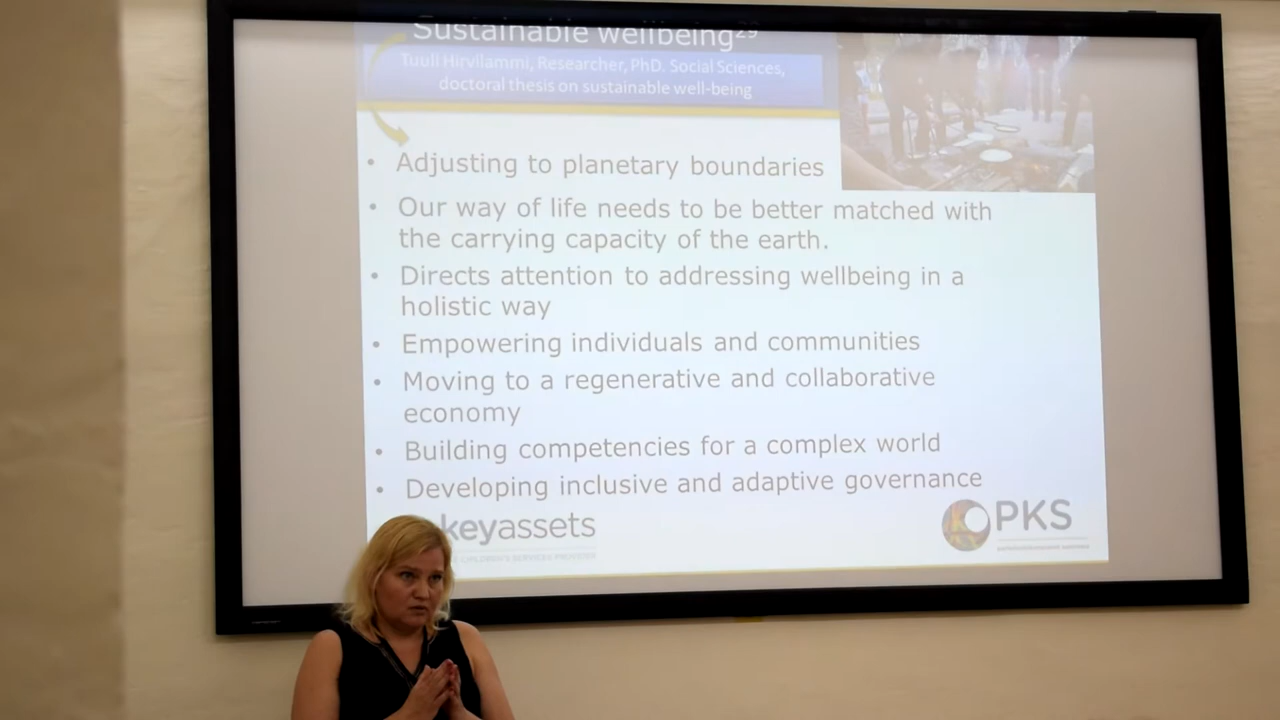 Sustainable wellbeing29
Tuuli Hirvilammi, Researcher, PhD. Social Sciences,
doctoral thesis on sustainable well-being
• Adjusting to planetary boundaries
• Our way of life needs to be better matched with
the carrying capacity of the earth.
• Directs attention to addressing wellbeing in a
holistic way
• Empowering individuals and communities
• Moving to a regenerative and collaborative
economy
• Building competencies for a complex world
• Developing inclusive and adaptive governance
keyassets
CHILDREN'S SERVICES PROVIDER
PKS